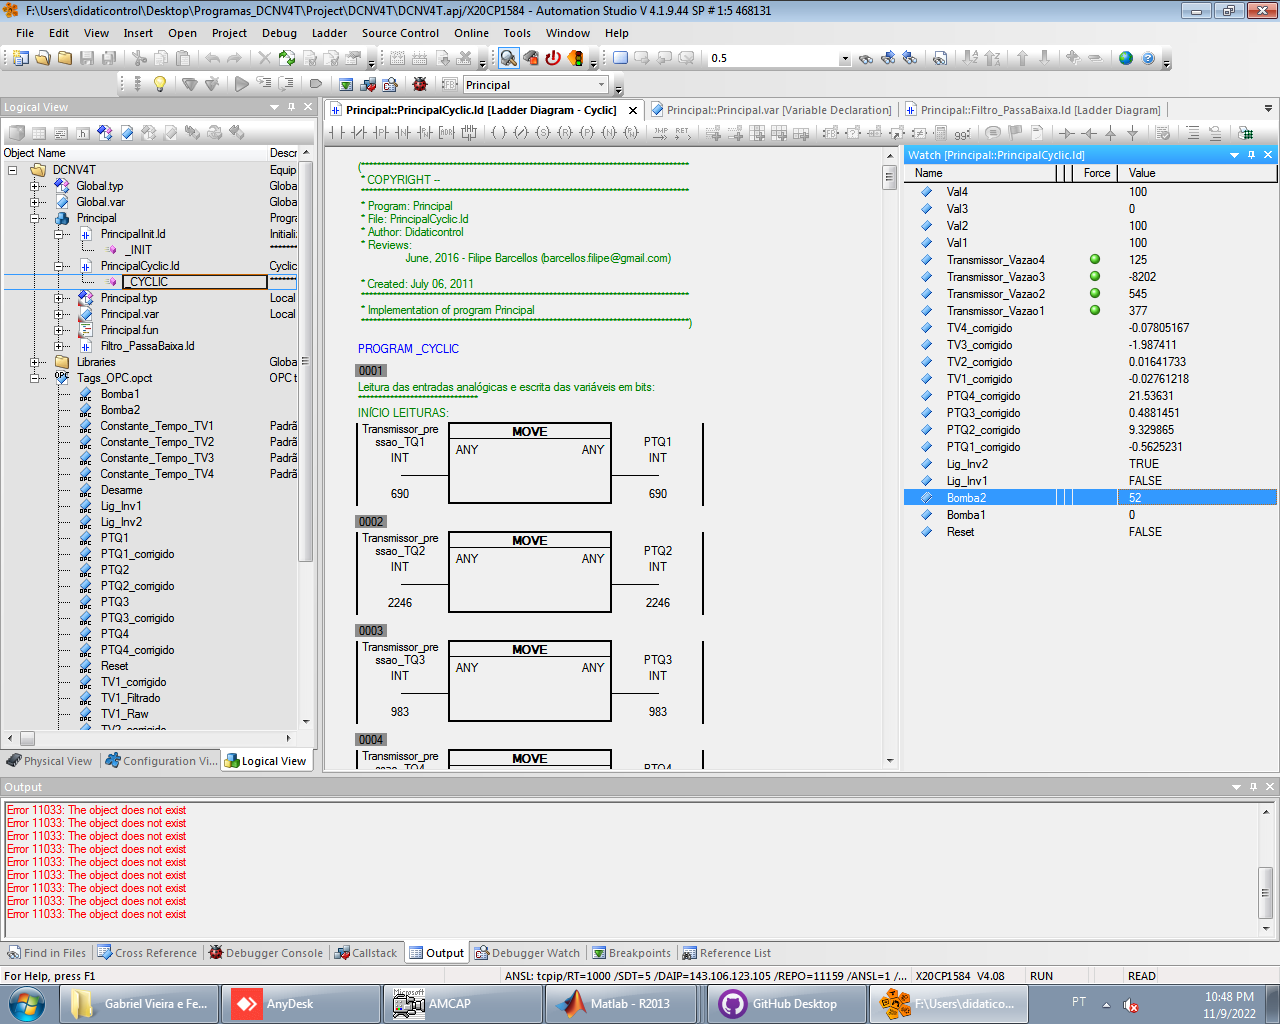 F:\Users\didaticontrol\Desktop\Programas_DCNV4T\Project\DCNV4T\DCNV4T.apj/X20CP1584 - Automation Studio V 4.1.9.44 SP # 1:5 468131
File Edit View Insert Open Project Debug Ladder Source Control Online Tools Window Help
0.5
Principal
Logical View
Object Name Descr
DCNV4T Equip
Global.typ Globa
Global.var Globa
Principal Progra
PrincipalInit.ld Initializ
_INIT *******
PrincipalCyclic.ld Cyclic
_CYCLIC *******
Principal.typ Local
Principal.var Local
Principal.fun
Filtro_PassaBaixa.ld
Libraries Globa
Tags_OPC.opct OPC t
Bomba1
Bomba2
Constante_Tempo_TV1 Padrã
Constante_Tempo_TV2 Padrã
Constante_Tempo_TV3 Padrã
Constante_Tempo_TV4 Padrã
Desarme
Lig_Inv1
Lig_Inv2
PTQ1
PTQ1_corrigido
PTQ2
PTQ2_corrigido
PTQ3
PTQ3_corrigido
PTQ4
PTQ4_corrigido
Reset
TV1_corrigido
TV1_Filtrado
TV1_Raw
TV2_corrigido
Physical View Configuration Vi... Logical View
Principal::PrincipalCyclic.ld [Ladder Diagram - Cyclic] Principal::Principal.var [Variable Declaration] Principal::Filtro_PassaBaixa.ld [Ladder Diagram]
* COPYRIGHT --
* Program: Principal
* File: PrincipalCyclic.ld
* Author: Didaticontrol
* Reviews:
June, 2016 - Filipe Barcellos (barcellos.filipe@gmail.com)
* Created: July 06, 2011
* Implementation of program Principal
PROGRAM _CYCLIC
0001
Leitura das entradas analógicas e escrita das variáveis em bits:
INÍCIO LEITURAS:
Transmissor_pre MOVE
ssao_TQ1 ANY ANY PTQ1
INT INT
690 690
0002
Transmissor_pre MOVE
ssao_TQ2 ANY ANY PTQ2
INT INT
2246 2246
0003
Transmissor_pre MOVE
ssao_TQ3 ANY ANY PTQ3
INT INT
983 983
0004
Transmissor_pre MOVE
ssao_TQ4 PTQ4
Watch [Principal::PrincipalCyclic.ld]
Name Force Value
Val4 100
Val3 0
Val2 100
Val1 100
Transmissor_Vazao4 125
Transmissor_Vazao3 -8202
Transmissor_Vazao2 545
Transmissor_Vazao1 377
TV4_corrigido -0.07805167
TV3_corrigido -1.987411
TV2_corrigido 0.01641733
TV1_corrigido -0.02761218
PTQ4_corrigido 21.53631
PTQ3_corrigido 0.4881451
PTQ2_corrigido 9.329865
PTQ1_corrigido -0.5625231
Lig_Inv2 TRUE
Lig_Inv1 FALSE
Bomba2 52
Bomba1 0
Reset FALSE
Output
Error 11033: The object does not exist
Error 11033: The object does not exist
Error 11033: The object does not exist
Error 11033: The object does not exist
Error 11033: The object does not exist
Error 11033: The object does not exist
Error 11033: The object does not exist
Error 11033: The object does not exist
Error 11033: The object does not exist
Find in Files Cross Reference Debugger Console Callstack Output Debugger Watch Breakpoints Reference List
For Help, press F1 ANSL: tcpip/RT=1000 /SDT=5 /DAIP=143.106.123.105 /REPO=11159 /ANSL=1 /... X20CP1584 V4.08 RUN READ
Gabriel Vieira e Fe... AnyDesk AMCAP Matlab - R2013 GitHub Desktop F:\Users\didatico... PT 10:48 PM
11/9/2022